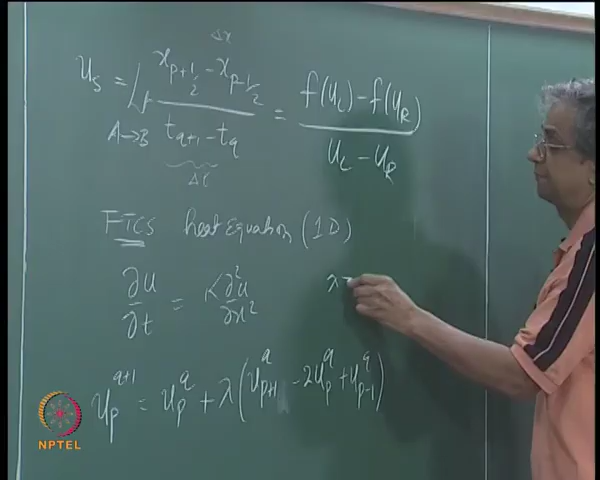 Δx
u_s = Lt x_{p+1/2} - x_{p-1/2} / t_{q+1} - t_q = f(u_L) - f(u_R) / u_L - u_R
A→B
Δt
FTCS heat Equation (1D)
∂u/∂t = κ ∂²u/∂x² λ=
u_p^{q+1} = u_p^q + λ(u_{p+1}^q - 2u_p^q + u_{p-1}^q)
NPTEL